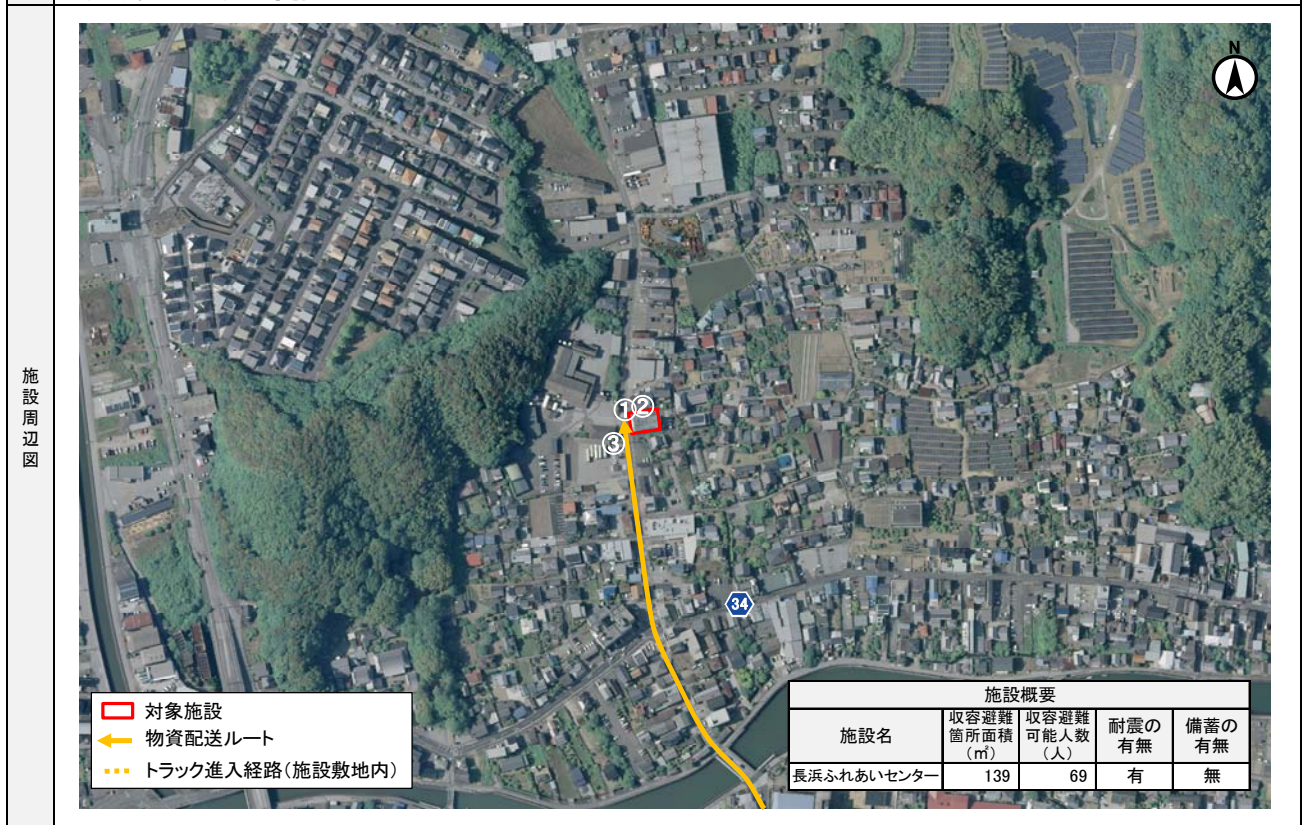 施設周辺図
N
①②
③
34
対象施設
物資配送ルート
トラック進入経路(施設敷地内)
施設概要
施設名 収容避難箇所面積(㎡) 収容避難可能人数(人) 耐震の有無 備蓄の有無
長浜ふれあいセンター 139 69 有 無